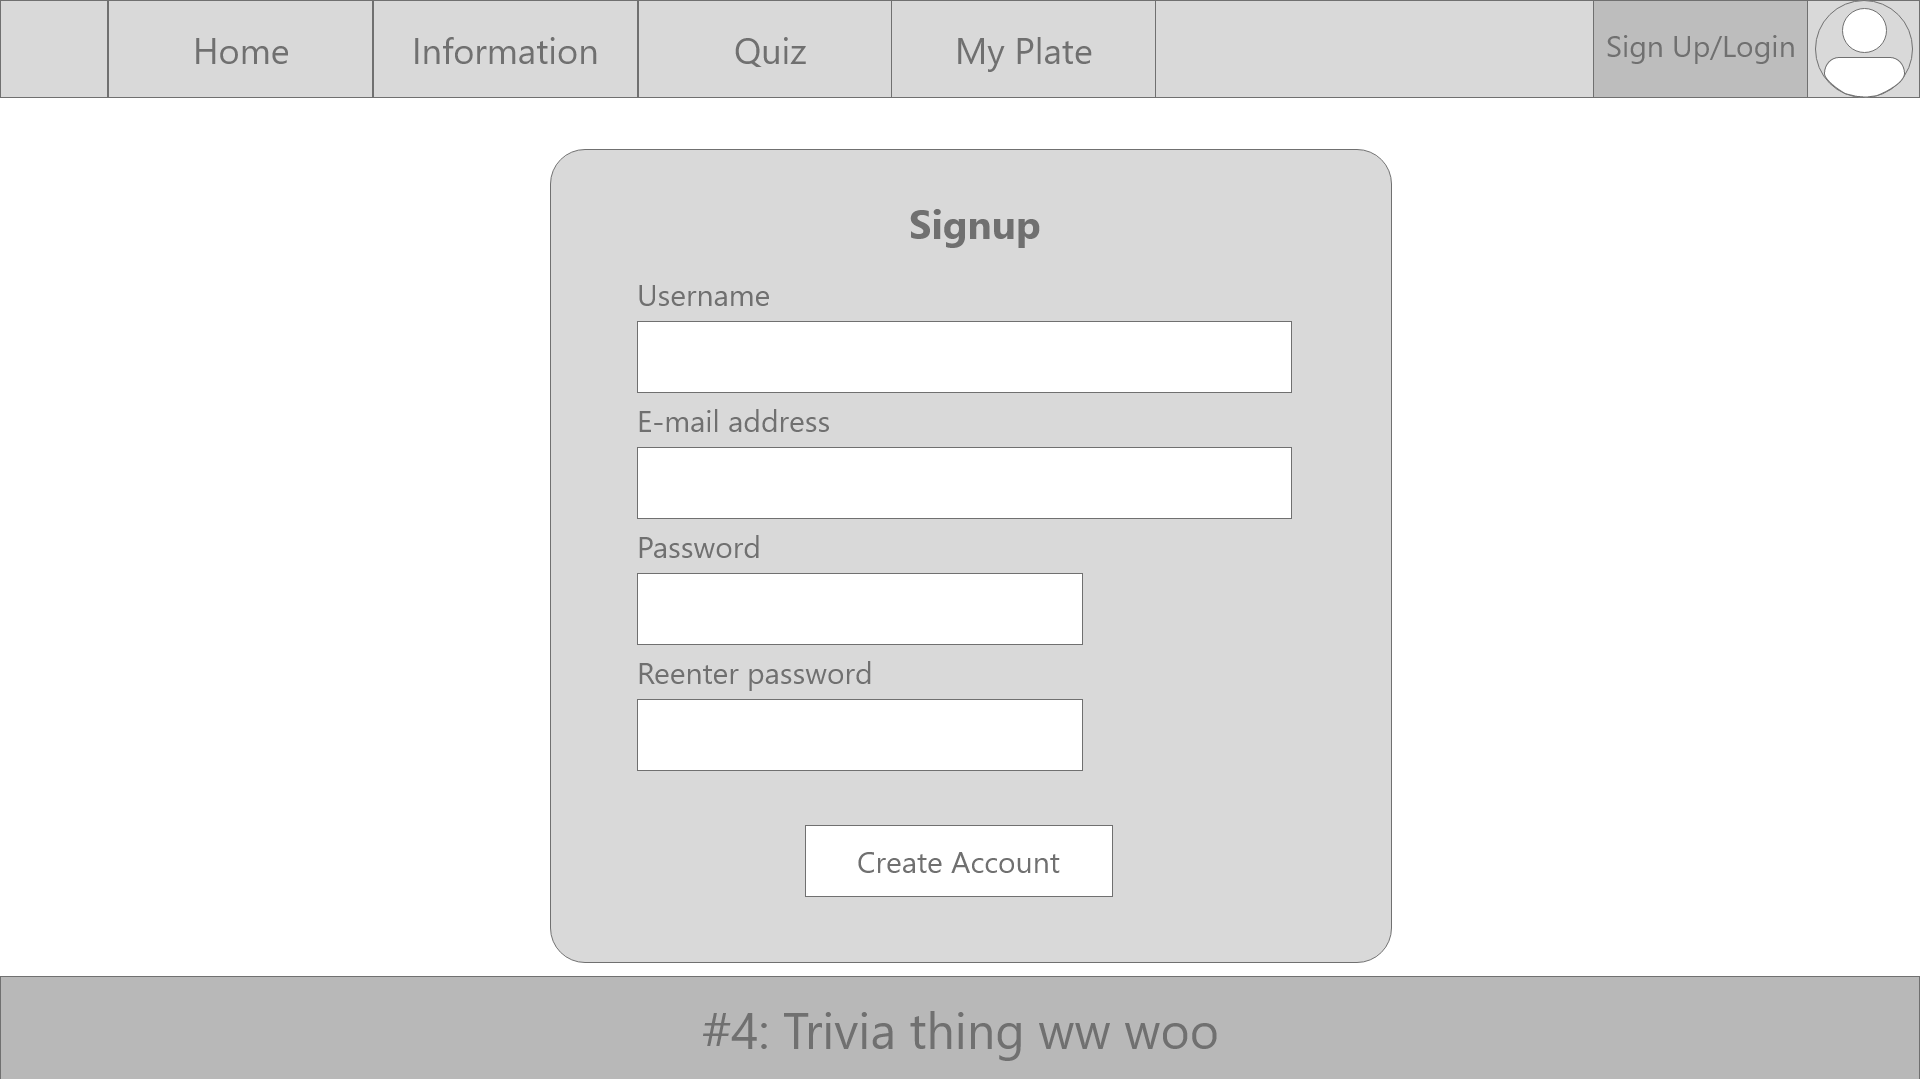 Home
Information
Quiz
My Plate
Sign Up/Login
Signup
Username
E-mail address
Password
Reenter password
Create Account
#4: Trivia thing ww woo